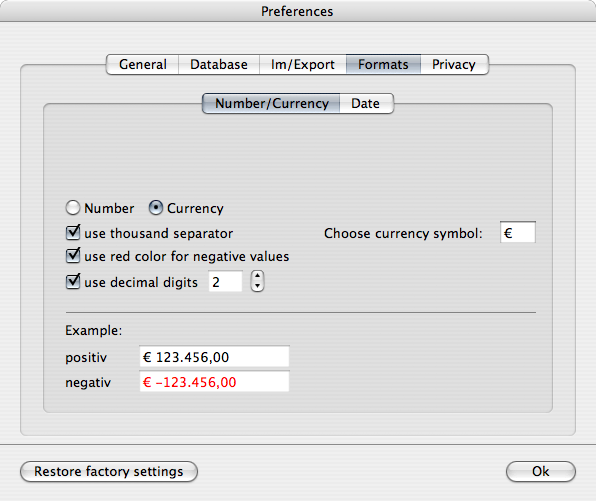 Preferences
General Database Im/Export Formats Privacy
Number/Currency Date
Number Currency
use thousand separator Choose currency symbol: €
use red color for negative values
use decimal digits 2
Example:
positiv € 123.456,00
negativ € -123.456,00
Restore factory settings Ok